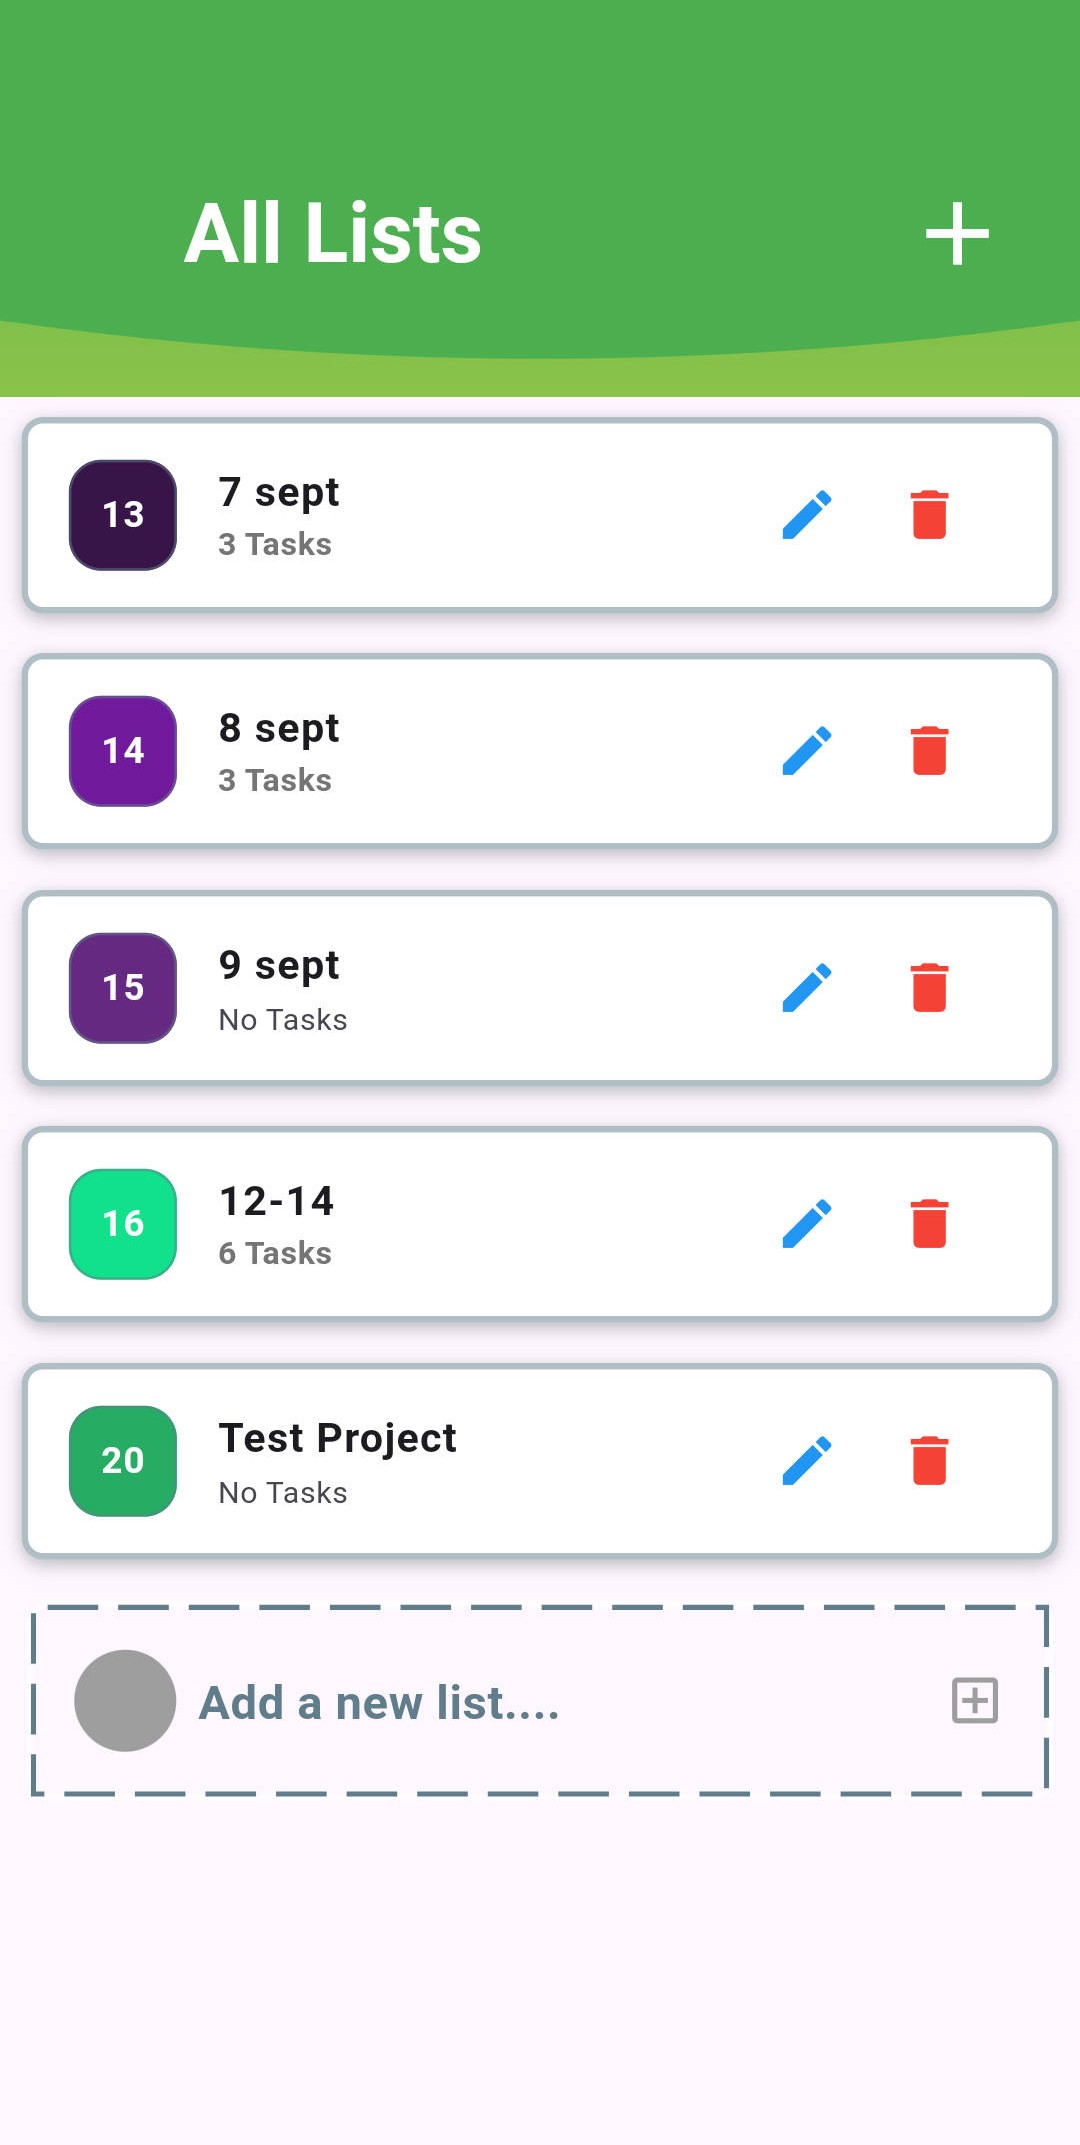 All Lists
13
7 sept
3 Tasks
14
8 sept
3 Tasks
15
9 sept
No Tasks
16
12-14
6 Tasks
20
Test Project
No Tasks
Add a new list....